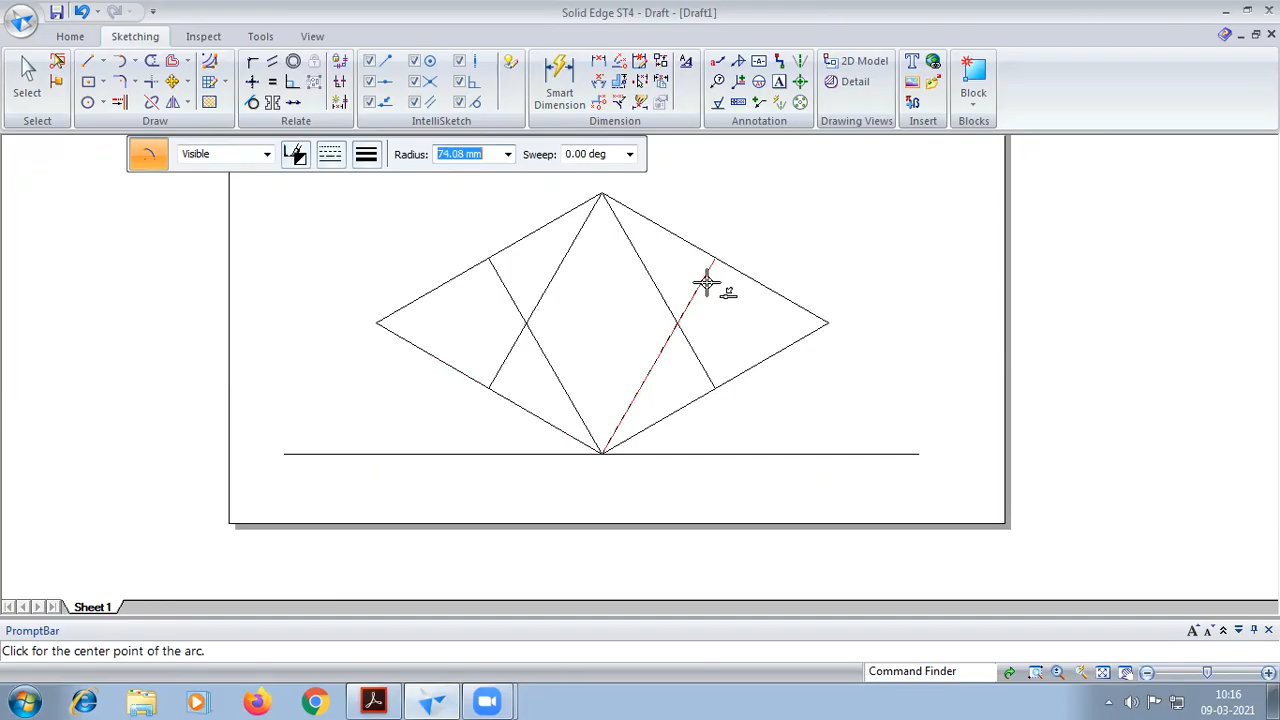 Solid Edge ST4 - Draft - [Draft1]
Home Sketching Inspect Tools View
Select
Smart
Dimension
2D Model
Detail
Block
Select Draw Relate IntelliSketch Dimension Annotation Drawing Views Insert Blocks
Visible Radius: 74.08 mm Sweep: 0.00 deg
Sheet1
PromptBar
Click for the center point of the arc.
Command Finder
10:16
09-03-2021